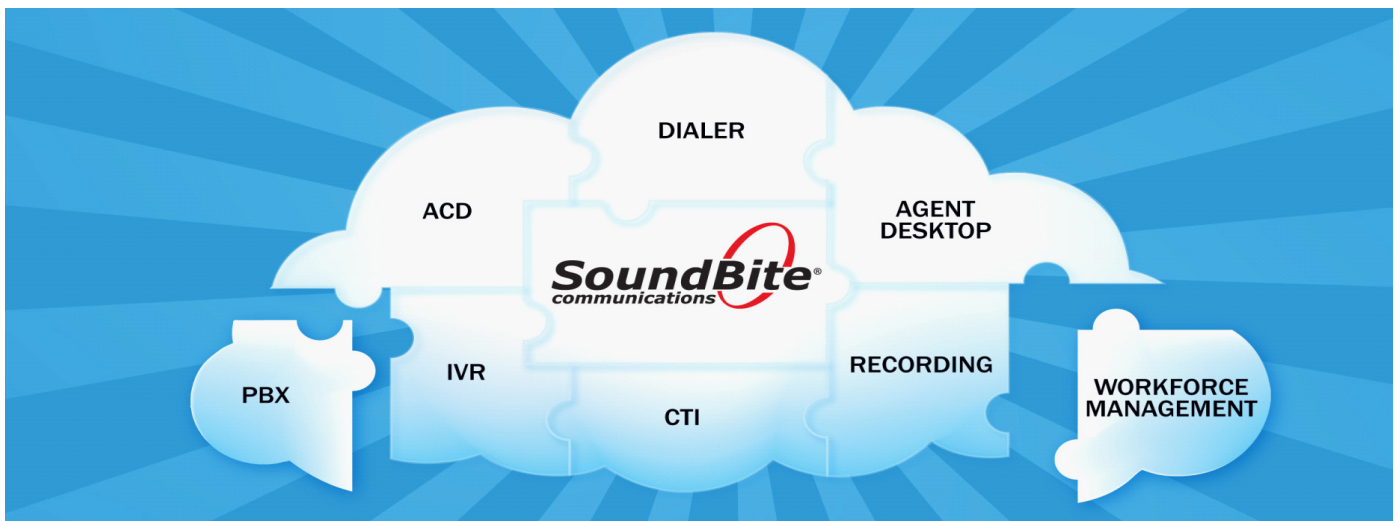 DIALER
ACD
AGENT
DESKTOP
SoundBite®
communications
PBX
IVR
CTI
RECORDING
WORKFORCE
MANAGEMENT